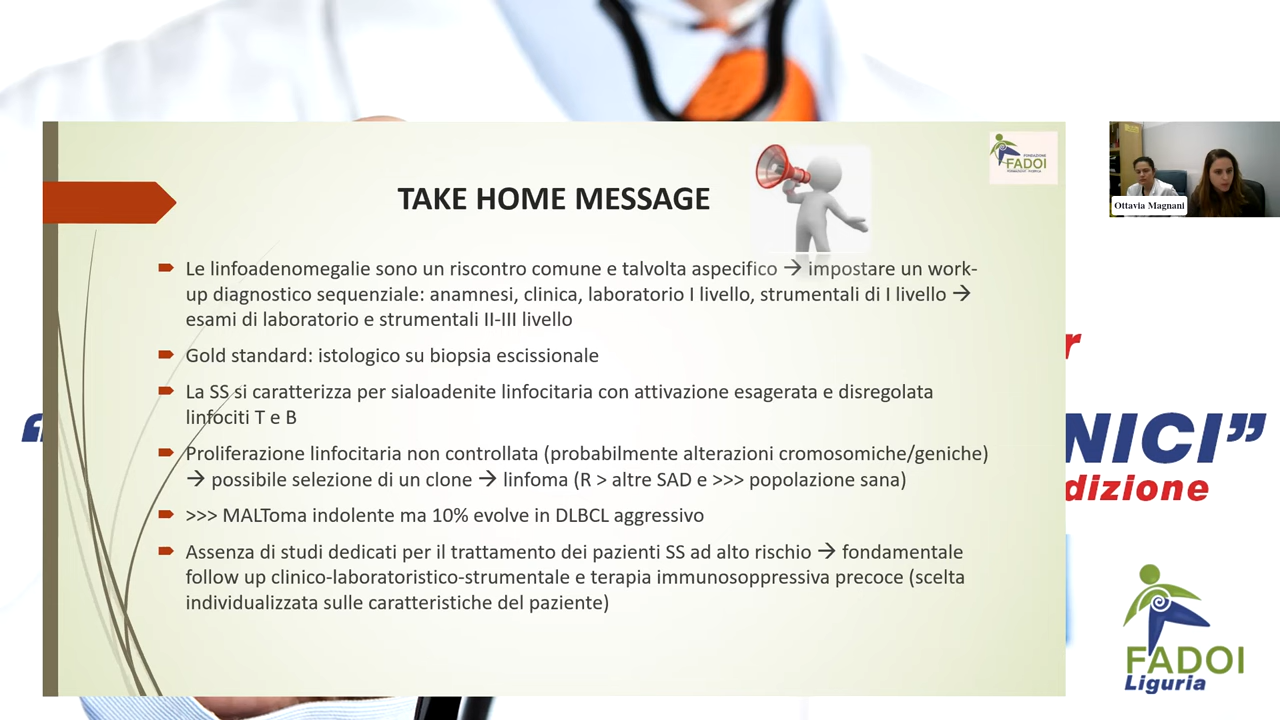 FONDAZIONE
FADOI
TAKE HOME MESSAGE
Le linfoadenomegalie sono un riscontro comune e talvolta aspecifico → impostare un work-
up diagnostico sequenziale: anamnesi, clinica, laboratorio I livello, strumentali di I livello →
esami di laboratorio e strumentali II-III livello
Gold standard: istologico su biopsia escissionale
La SS si caratterizza per sialoadenite linfocitaria con attivazione esagerata e disregolata
linfociti T e B
Proliferazione linfocitaria non controllata (probabilmente alterazioni cromosomiche/geniche)
→ possibile selezione di un clone → linfoma (R > altre SAD e >>> popolazione sana)
>>> MALToma indolente ma 10% evolve in DLBCL aggressivo
Assenza di studi dedicati per il trattamento dei pazienti SS ad alto rischio → fondamentale
follow up clinico-laboratoristico-strumentale e terapia immunosoppressiva precoce (scelta
individualizzata sulle caratteristiche del paziente)
Ottavia Magnani
r
“
NICI”
dizione
FADOI
Liguria